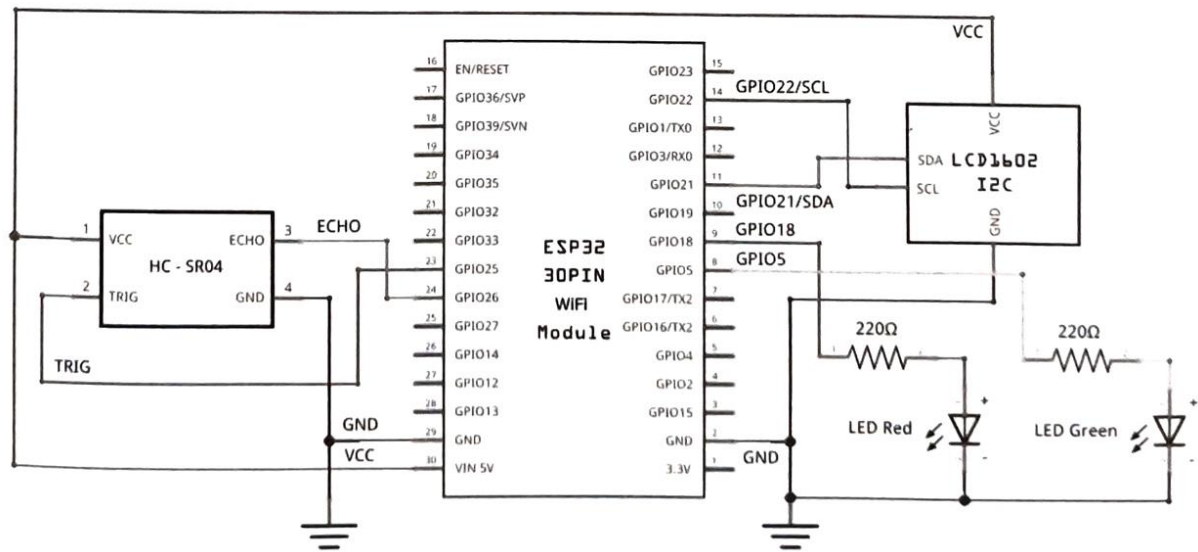 VCC
16 EN/RESET
17 GPIO36/SVP
18 GPIO39/SVN
19 GPIO34
20 GPIO35
21 GPIO32
22 GPIO33
23 GPIO25
24 GPIO26
25 GPIO27
26 GPIO14
27 GPIO12
28 GPIO13
29 GND
30 VIN 5V
ESP32
30PIN
WIFI
Module
GPIO23 15
GPIO22 14
GPIO1/TX0 13
GPIO3/RX0 12
GPIO21 11
GPIO19 10
GPIO18 9
GPIO5 8
GPIO17/TX2 7
GPIO16/TX2 6
GPIO4 5
GPIO2 4
GPIO15 3
GND 2
3.3V 1
1 VCC
2 TRIG
HC - SR04
ECHO 3
GND 4
ECHO
TRIG
GND
VCC
GPIO22/SCL
GPIO21/SDA
GPIO18
GPIO5
GND
VCC
SDA
SCL
LCD1602
I2C
GND
220Ω
220Ω
LED Red
+
-
LED Green
+
-